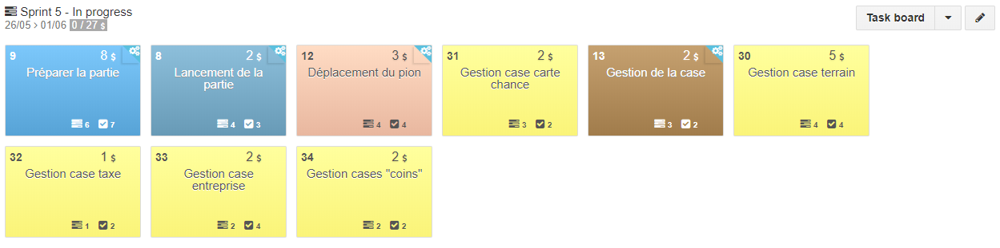 Sprint 5 - In progress
26/05 > 01/06 0 / 27 $
Task board
9 8 $
Préparer la partie
6 7
8 2 $
Lancement de la
partie
4 3
12 3 $
Déplacement du pion
4 4
31 2 $
Gestion case carte
chance
3 2
13 2 $
Gestion de la case
3 2
30 5 $
Gestion case terrain
4 4
32 1 $
Gestion case taxe
1 2
33 2 $
Gestion case
entreprise
2 4
34 2 $
Gestion cases "coins"
2 2